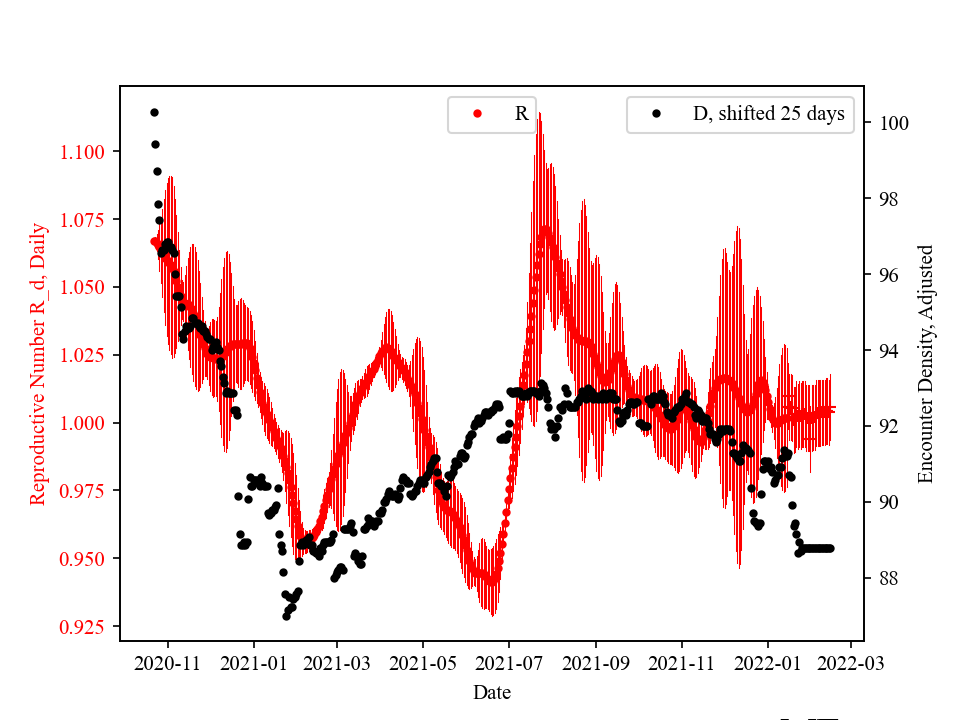 R
D, shifted 25 days
1.100
1.075
1.050
1.025
1.000
0.975
0.950
0.925
Reproductive Number R_d, Daily
100
98
96
94
92
90
88
Encounter Density, Adjusted
2020-11 2021-01 2021-03 2021-05 2021-07 2021-09 2021-11 2022-01 2022-03
Date